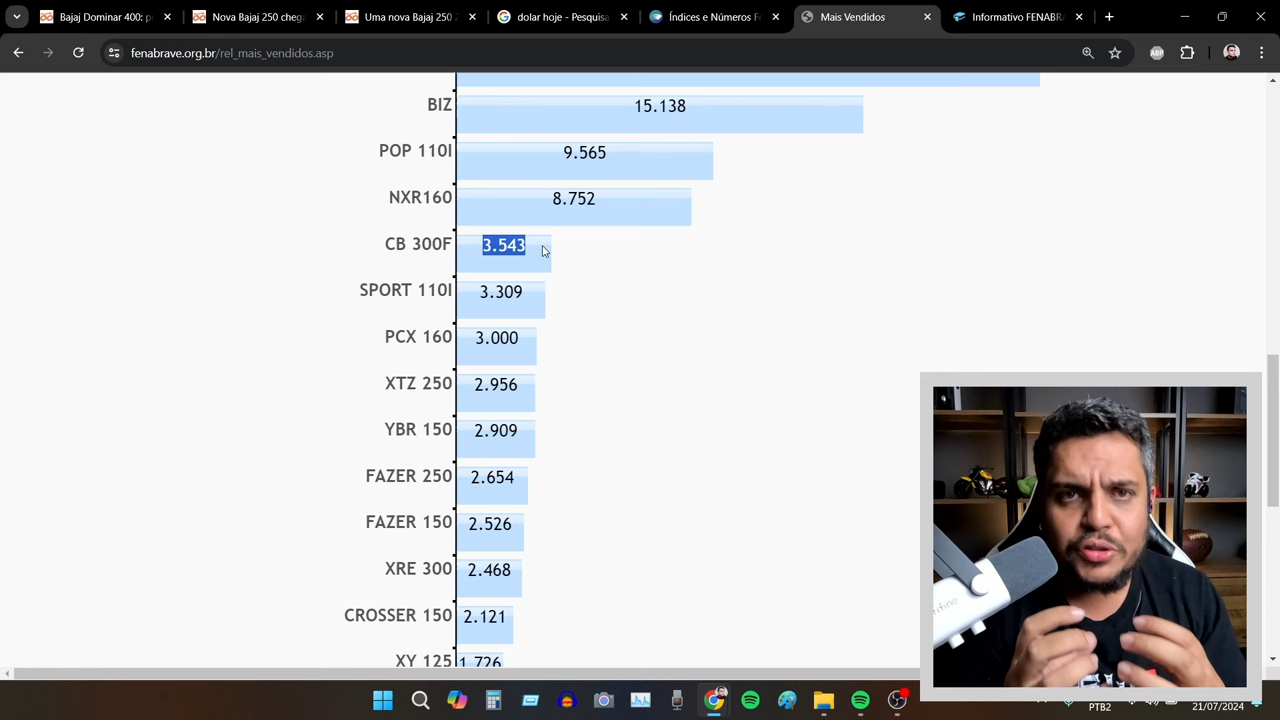 Bajaj Dominar 400: p
Nova Bajaj 250 cheg
Uma nova Bajaj 250
dolar hoje - Pesquisa
Índices e Números F
Mais Vendidos
Informativo FENABR
fenabrave.org.br/rel_mais_vendidos.asp
ABP
BIZ 15.138
POP 110I 9.565
NXR160 8.752
CB 300F 3.543
SPORT 110I 3.309
PCX 160 3.000
XTZ 250 2.956
YBR 150 2.909
FAZER 250 2.654
FAZER 150 2.526
XRE 300 2.468
CROSSER 150 2.121
XY 125 1.726
fifine
PTB2
21/07/2024